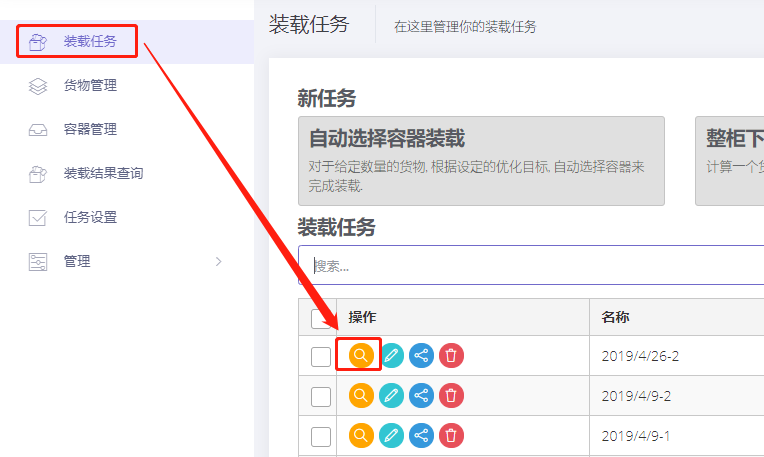 装载任务
货物管理
容器管理
装载结果查询
任务设置
管理
装载任务
在这里管理你的装载任务
新任务
自动选择容器装载
对于给定数量的货物, 根据设定的优化目标, 自动选择容器来
完成装载.
整柜下
计算一个
装载任务
搜索...
操作 名称
2019/4/26-2
2019/4/9-2
2019/4/9-1